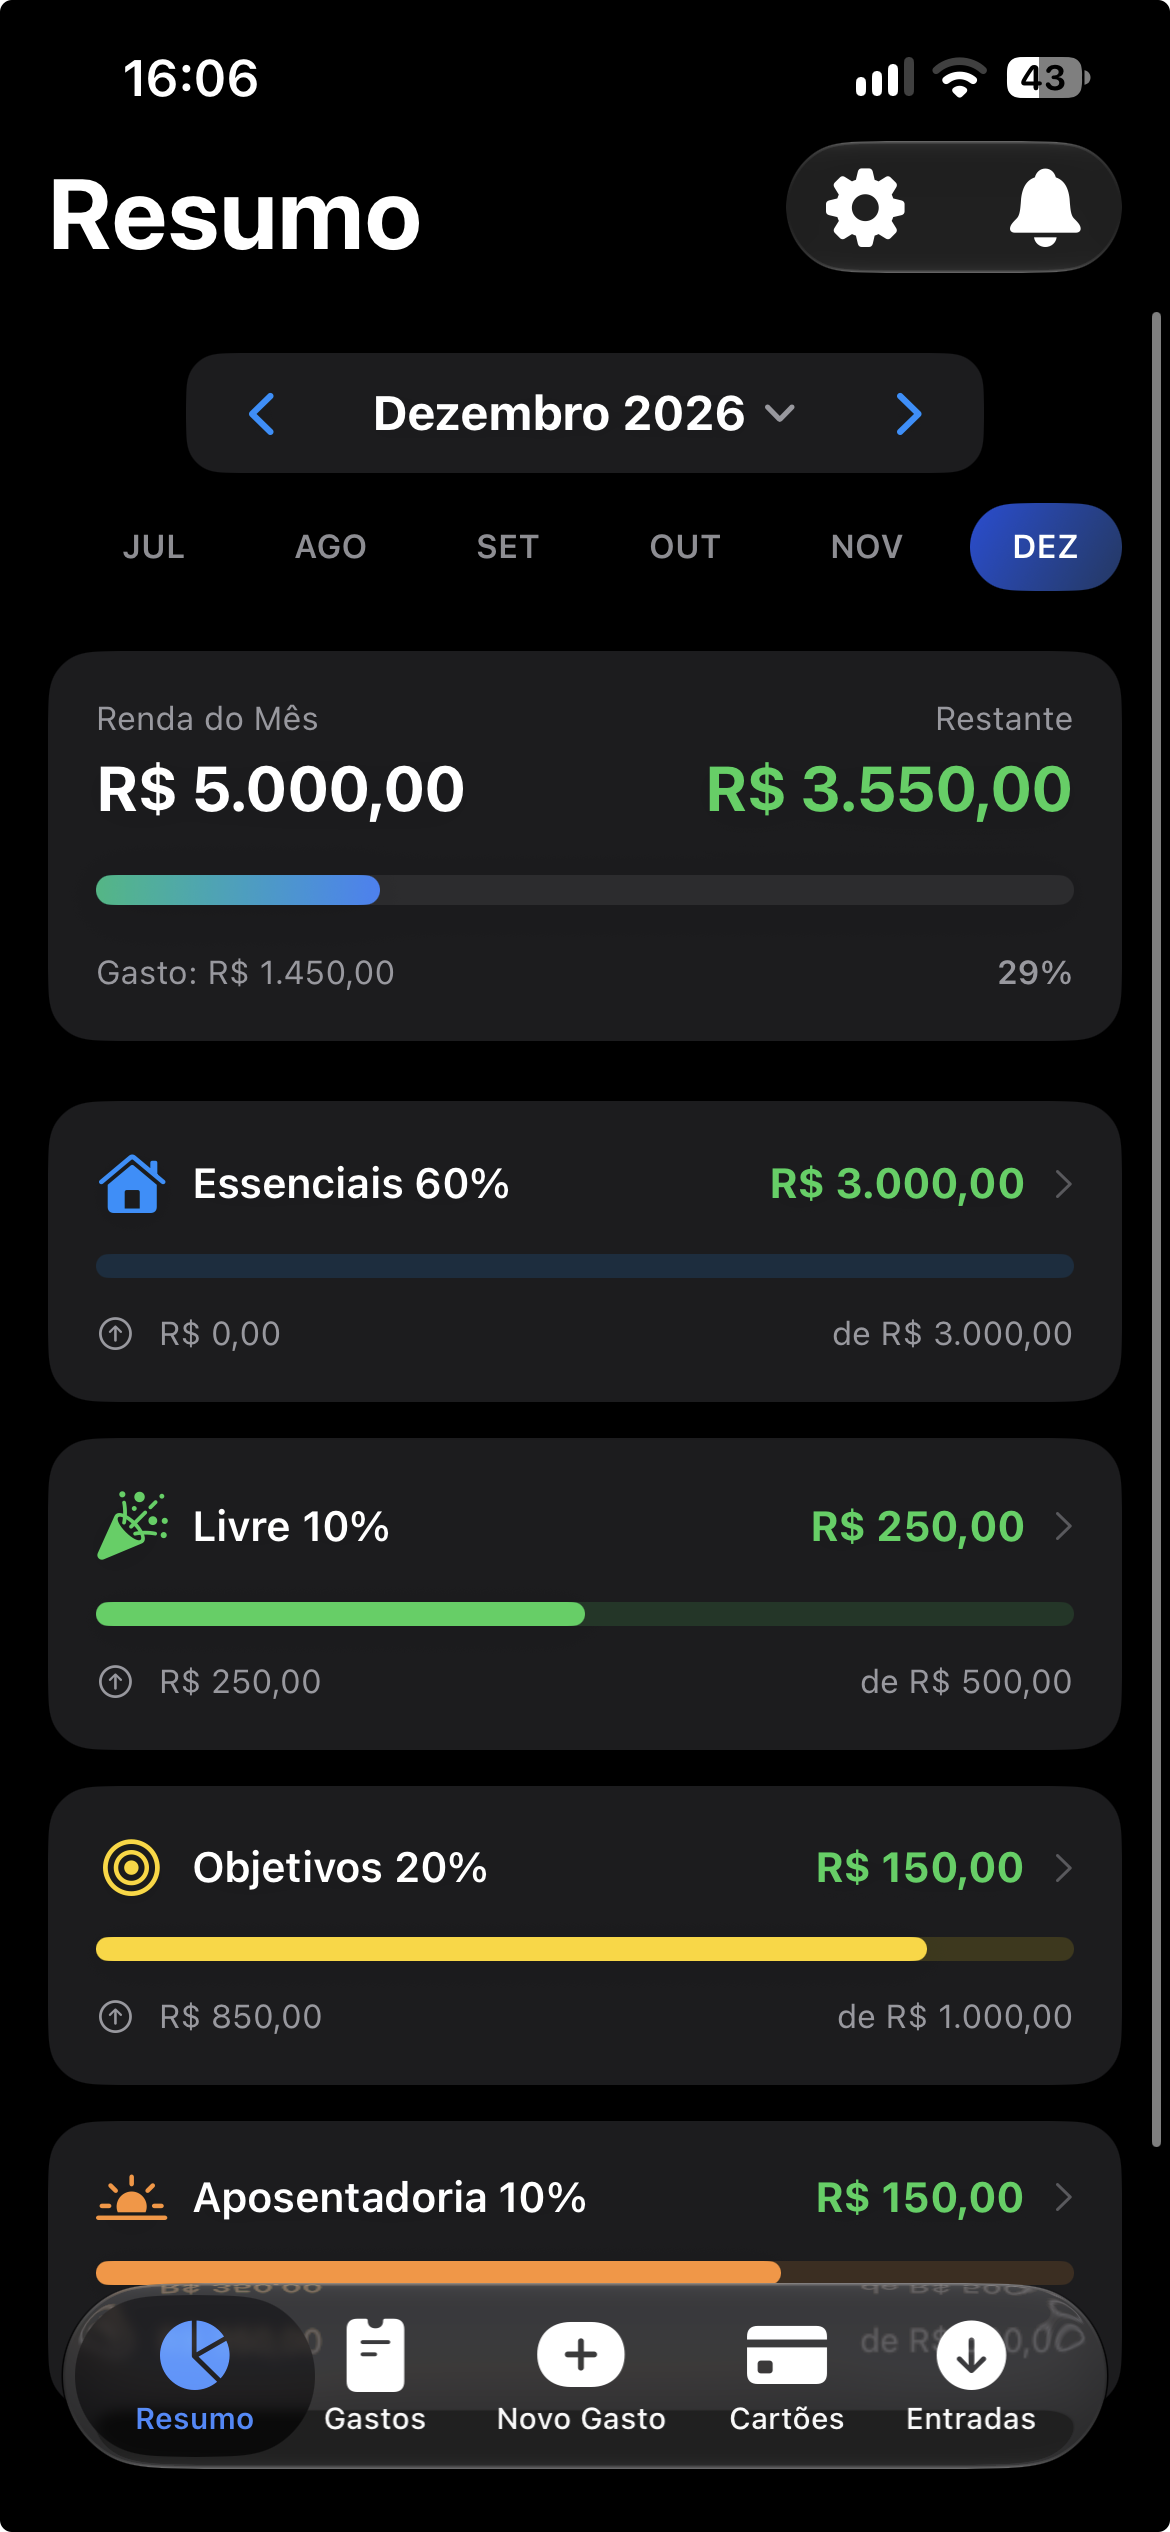 16:06
43
Resumo
Dezembro 2026
JUL AGO SET OUT NOV DEZ
Renda do Mês Restante
R$ 5.000,00 R$ 3.550,00
Gasto: R$ 1.450,00 29%
Essenciais 60% R$ 3.000,00
R$ 0,00 de R$ 3.000,00
Livre 10% R$ 250,00
R$ 250,00 de R$ 500,00
Objetivos 20% R$ 150,00
R$ 850,00 de R$ 1.000,00
Aposentadoria 10% R$ 150,00
de R$
Resumo Gastos Novo Gasto Cartões Entradas